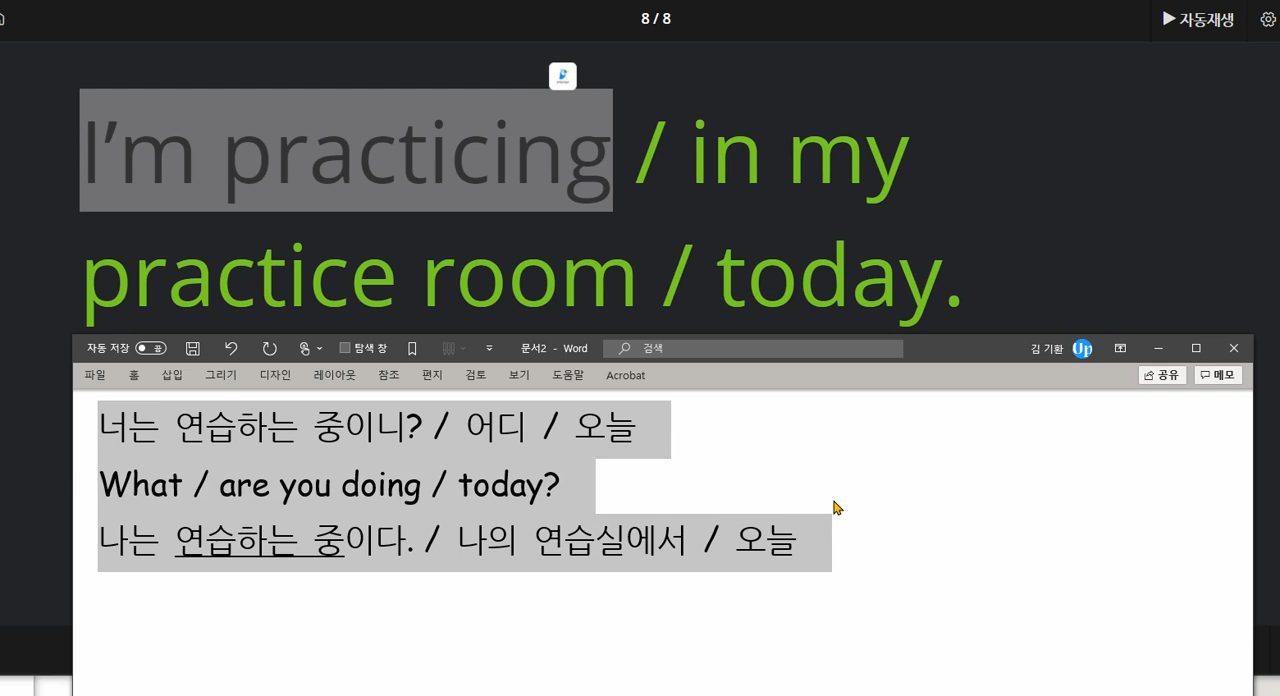 8 / 8
▶ 자동재생
I’m practicing / in my
practice room / today.
자동 저장 끔 탐색 창 문서2 - Word 검색 김 기환 Up
파일 홈 삽입 그리기 디자인 레이아웃 참조 편지 검토 보기 도움말 Acrobat 공유 메모
너는 연습하는 중이니? / 어디 / 오늘
What / are you doing / today?
나는 연습하는 중이다. / 나의 연습실에서 / 오늘